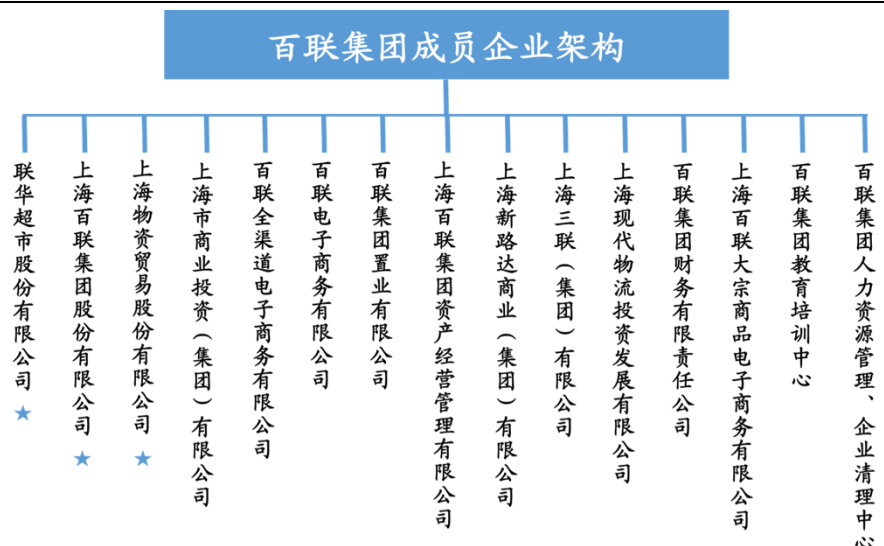 百联集团成员企业架构
联华超市股份有限公司★
上海百联集团股份有限公司★
上海物资贸易股份有限公司★
上海市商业投资（集团）有限公司
百联全渠道电子商务有限公司
百联电子商务有限公司
百联集团置业有限公司
上海百联集团资产经营管理有限公司
上海新路达商业（集团）有限公司
上海三联（集团）有限公司
上海现代物流投资发展有限公司
百联集团财务有限责任公司
上海百联大宗商品电子商务有限公司
百联集团教育培训中心
百联集团人力资源管理、企业清理中心